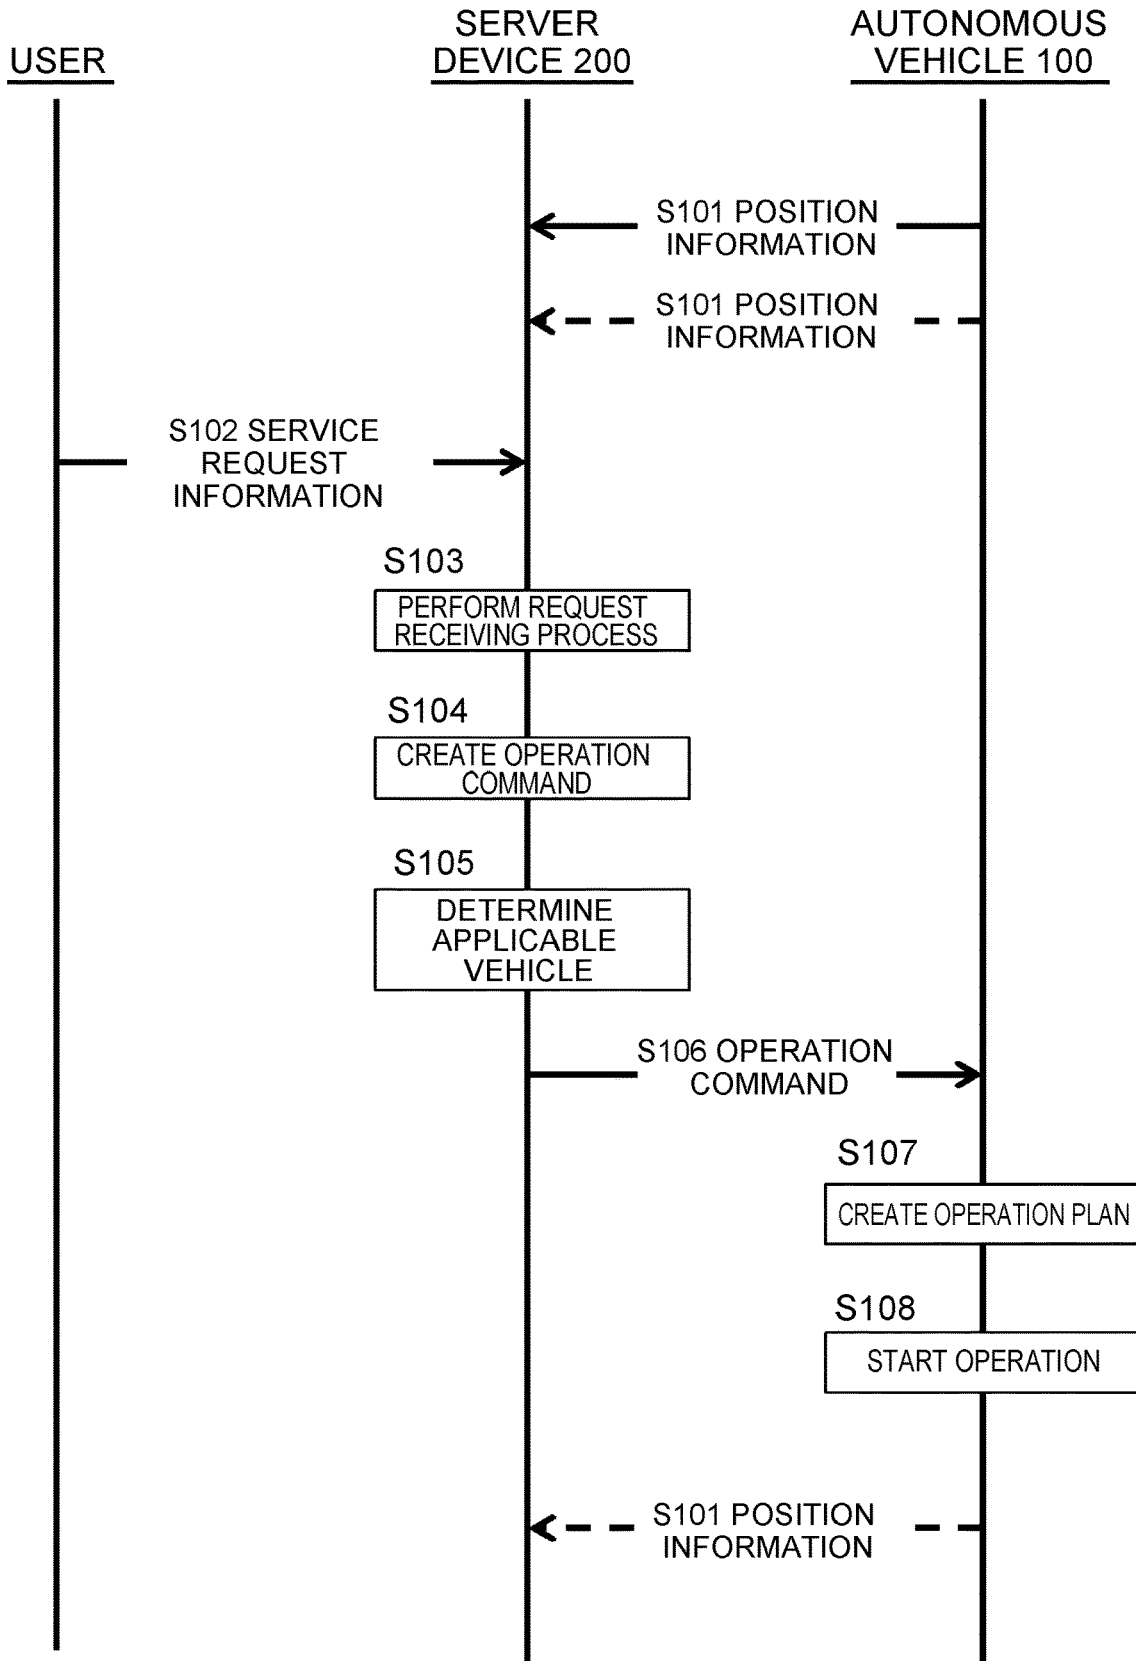 USER
SERVER
DEVICE 200
AUTONOMOUS
VEHICLE 100
S101 POSITION
INFORMATION
S101 POSITION
INFORMATION
S102 SERVICE
REQUEST
INFORMATION
S103
PERFORM REQUEST
RECEIVING PROCESS
S104
CREATE OPERATION
COMMAND
S105
DETERMINE
APPLICABLE
VEHICLE
S106 OPERATION
COMMAND
S107
CREATE OPERATION PLAN
S108
START OPERATION
S101 POSITION
INFORMATION